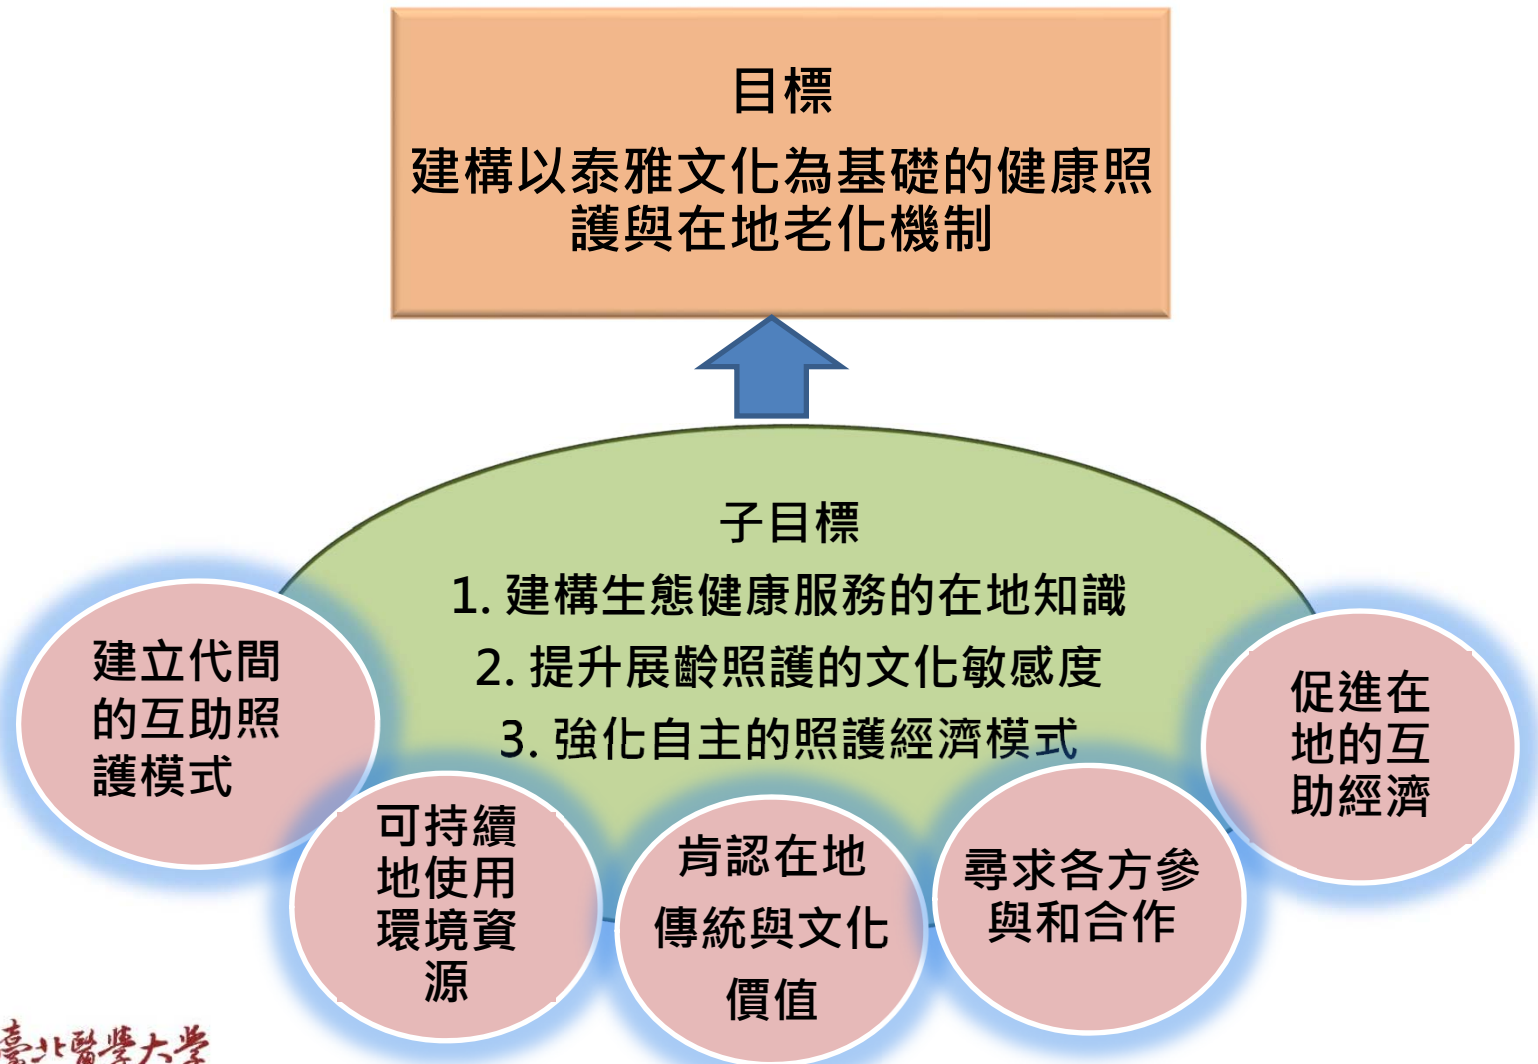 目標
建構以泰雅文化為基礎的健康照
護與在地老化機制
子目標
1. 建構生態健康服務的在地知識
2. 提升展齡照護的文化敏感度
3. 強化自主的照護經濟模式
建立代間
的互助照
護模式
可持續
地使用
環境資
源
肯認在地
傳統與文化
價值
尋求各方參
與和合作
促進在
地的互
助經濟
臺北醫學大學